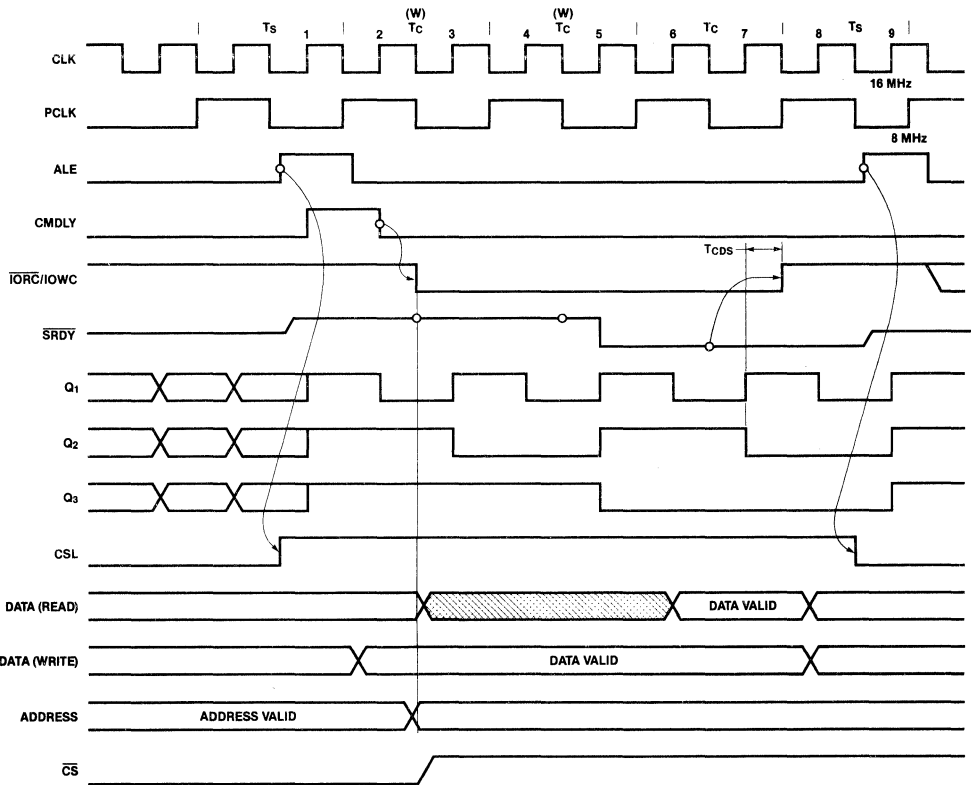 (W) (W)
TS TC TC TC TS
1 2 3 4 5 6 7 8 9
CLK
16 MHz
PCLK
8 MHz
ALE
CMDLY
TCDS
IORC/IOWC
SRDY
Q1
Q2
Q3
CSL
DATA (READ) DATA VALID
DATA (WRITE) DATA VALID
ADDRESS ADDRESS VALID
CS